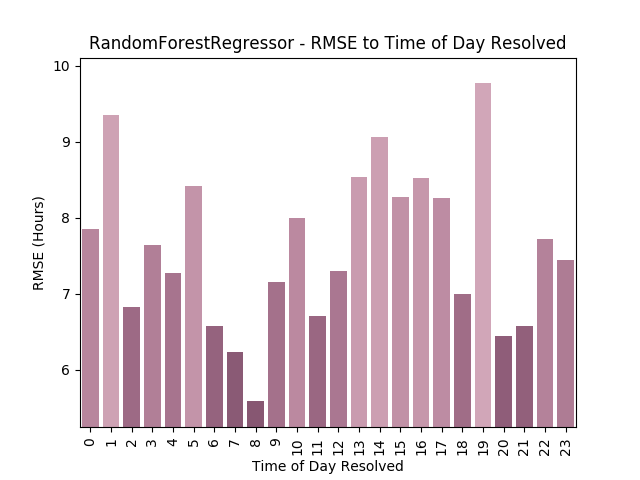 RandomForestRegressor - RMSE to Time of Day Resolved
10
9
8
7
6
RMSE (Hours)
0 1 2 3 4 5 6 7 8 9 10 11 12 13 14 15 16 17 18 19 20 21 22 23
Time of Day Resolved